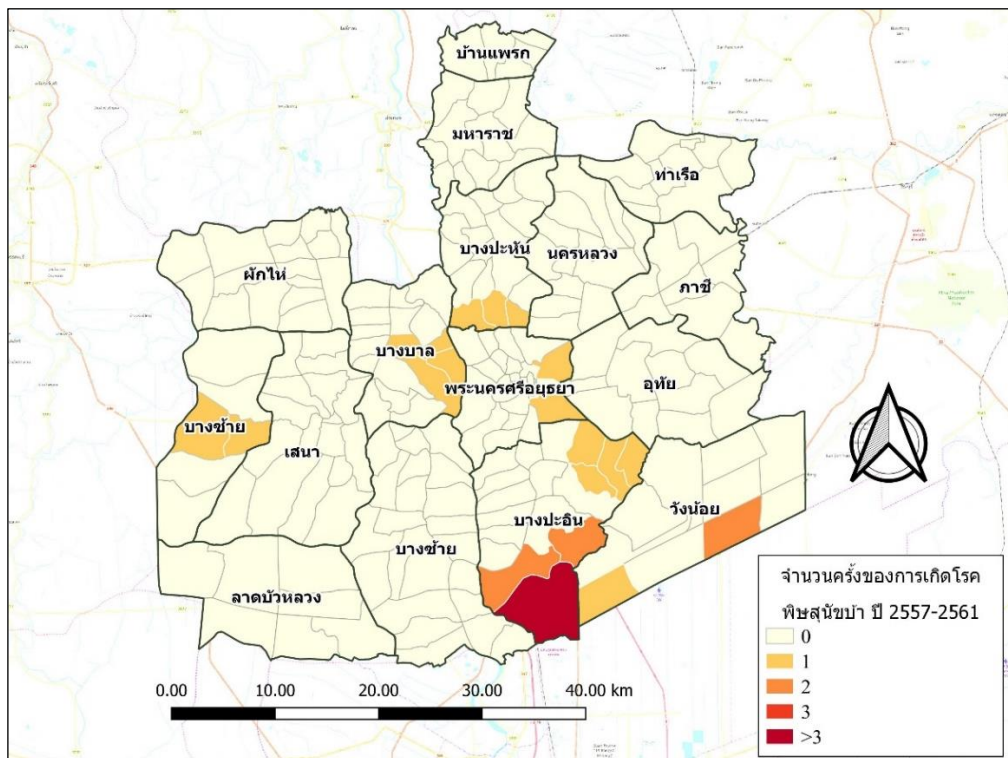 บ้านแพรก
มหาราช
ท่าเรือ
บางปะหัน
นครหลวง
ผักไห่
ภาชี
บางบาล
พระนครศรีอยุธยา
อุทัย
บางซ้าย
เสนา
วังน้อย
บางปะอิน
บางซ้าย
ลาดบัวหลวง
จำนวนครั้งของการเกิดโรค
พิษสุนัขบ้า ปี 2557-2561
0
1
2
3
>3
0.00 10.00 20.00 30.00 40.00 km